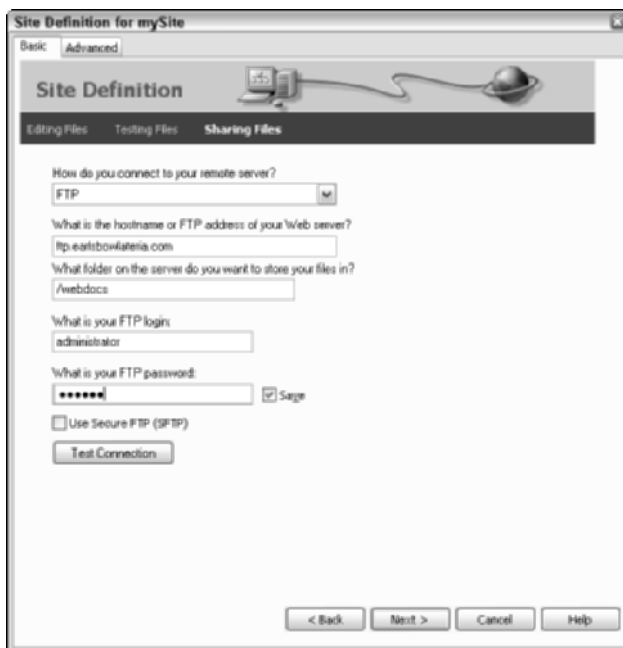 Site Definition for mySite
Basic Advanced
Site Definition
Editing Files Testing Files Sharing Files
How do you connect to your remote server?
FTP
What is the hostname or FTP address of your Web server?
ftp.earlsbowlateria.com
What folder on the server do you want to store your files in?
/webdocs
What is your FTP login:
administrator
What is your FTP password:
••••••
Save
Use Secure FTP (SFTP)
Test Connection
< Back Next > Cancel Help